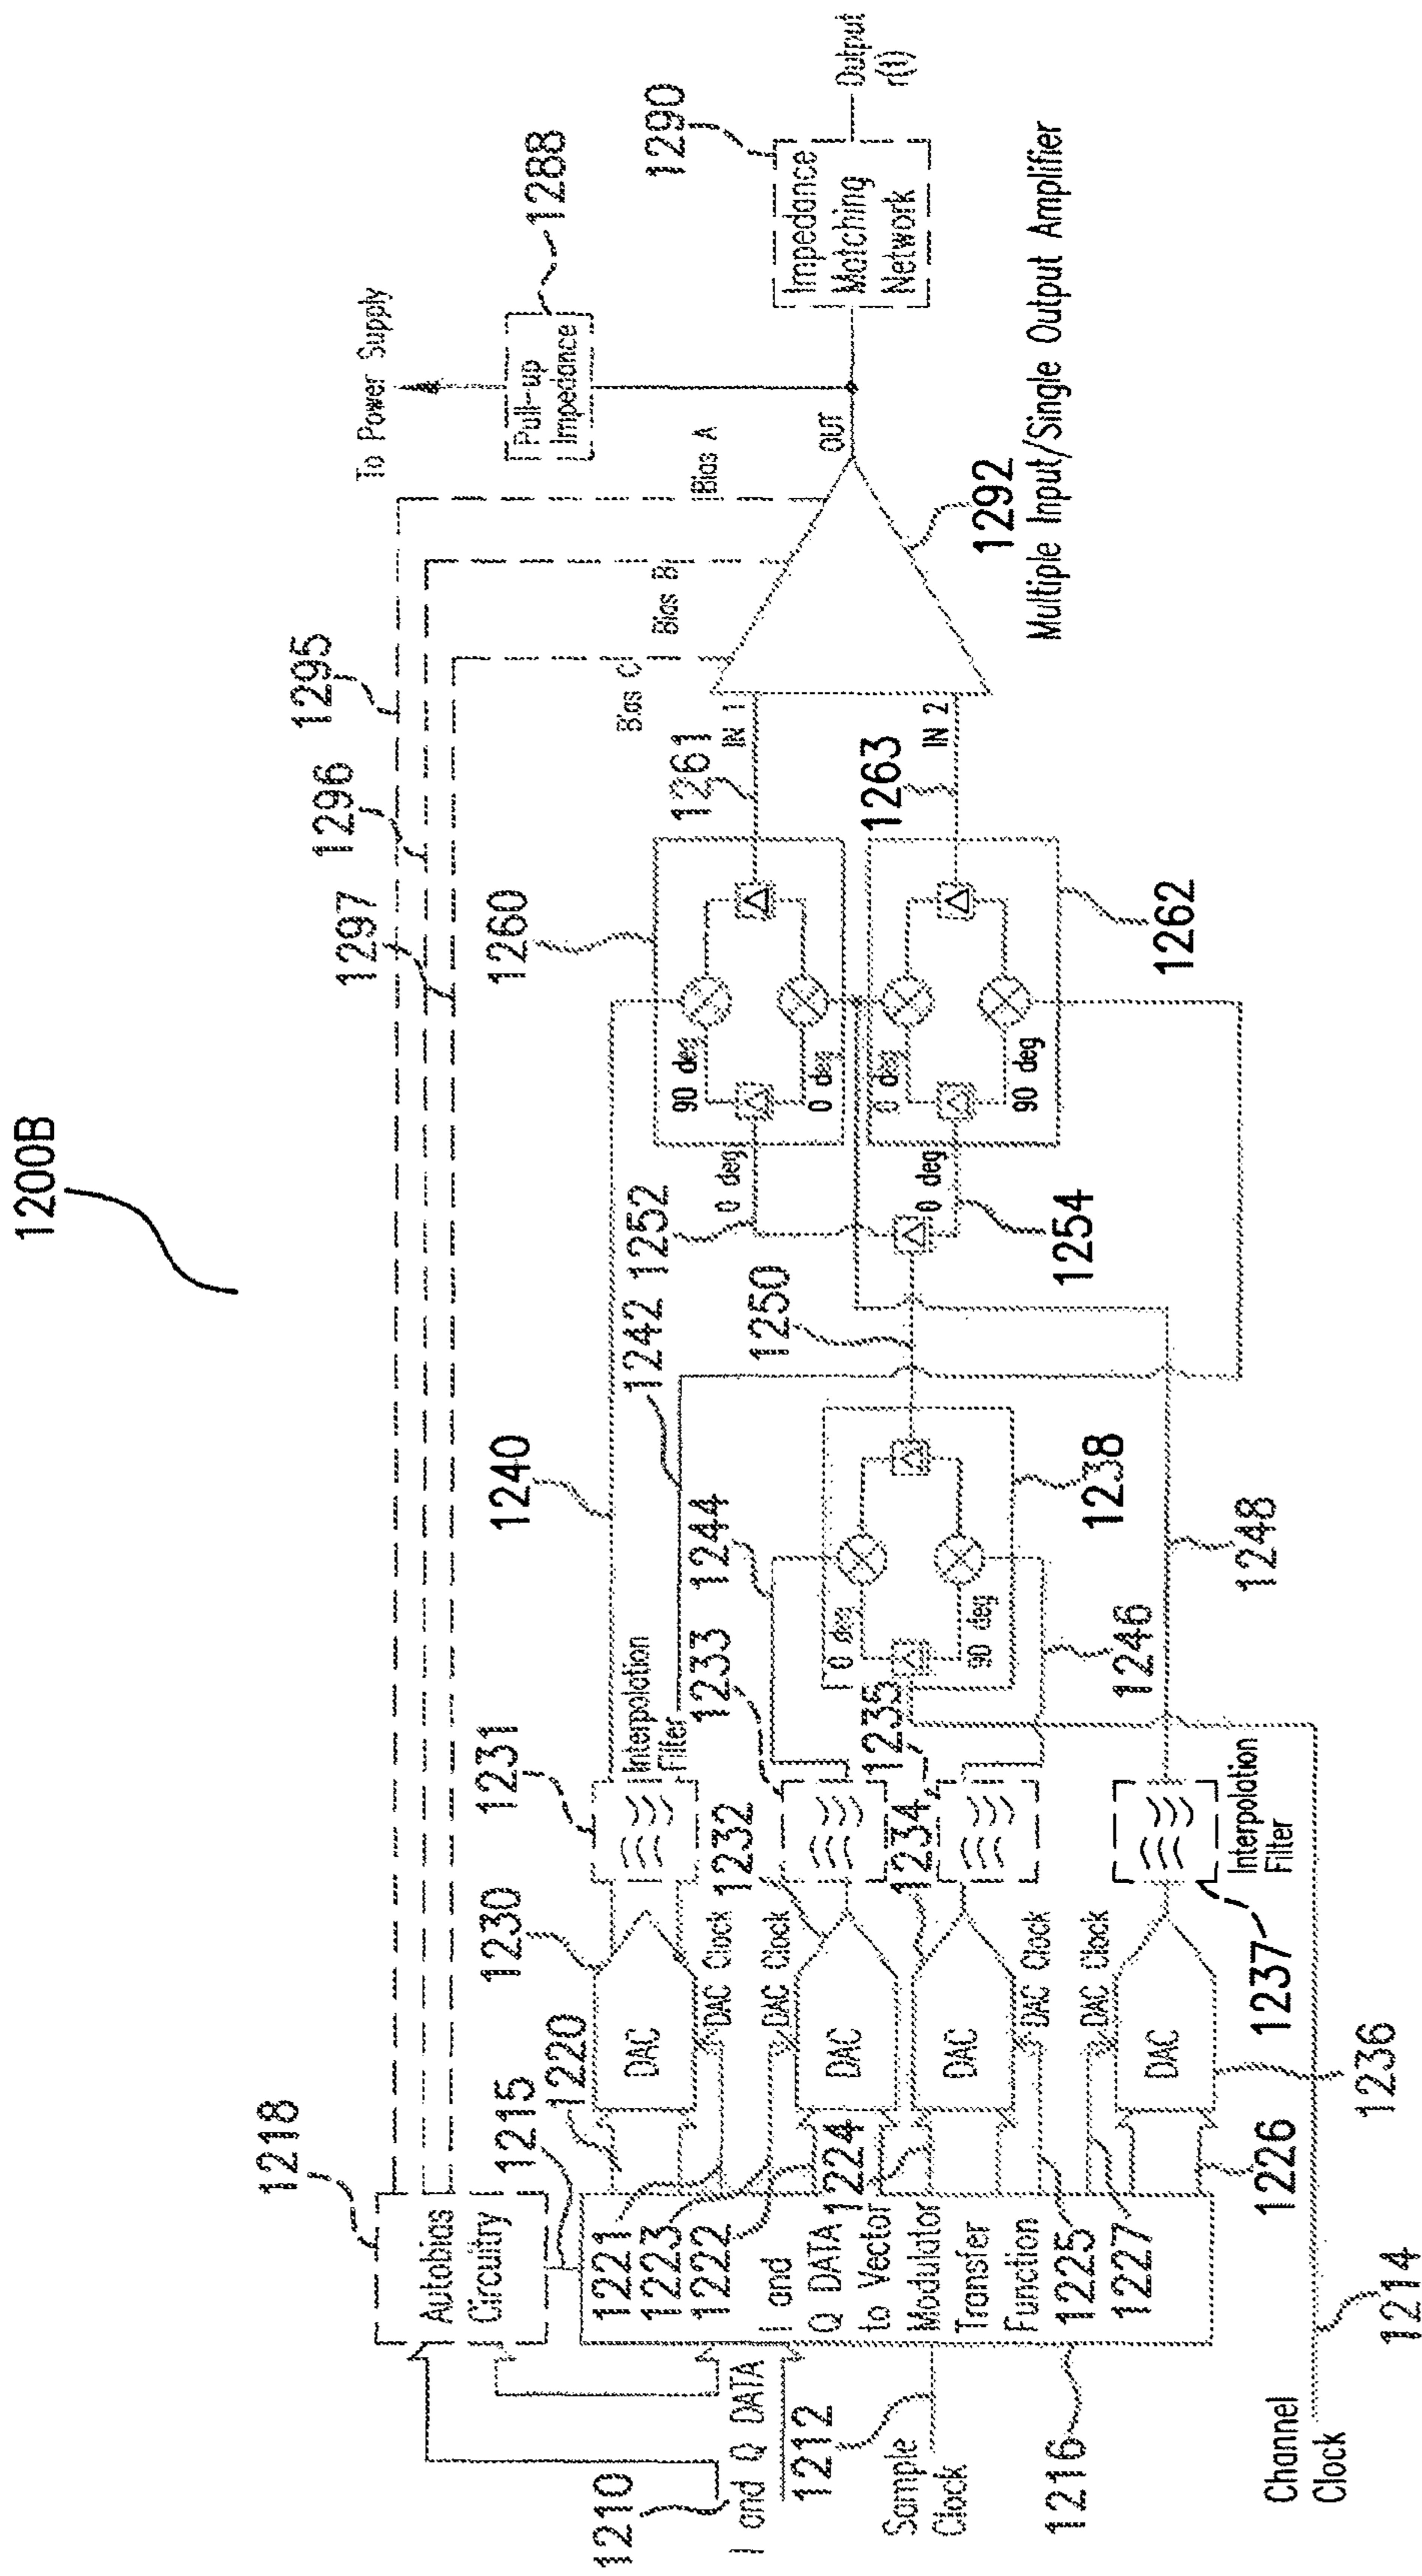 1200B
To Power Supply
1288
Pull-up
Impedance
1290
Impedance
Matching
Network
Output
r(t)
OUT
Bias A
Bias B
Bias C
1295
1296
1297
1292
Multiple Input/Single Output Amplifier
IN 1
IN 2
1261
1263
1260
1262
90 deg
0 deg
0 deg
90 deg
0 deg
0 deg
1252
1254
1250
1242
1240
1244
1238
0 deg
90 deg
1246
1248
Interpolation
Filter
1231
1233
1235
1237
Interpolation
Filter
1230
1232
1234
1236
DAC
DAC
DAC
DAC
DAC Clock
DAC Clock
DAC Clock
DAC Clock
1218
Autobias
Circuitry
1215
1220
1221
1223
1222
1224
1225
1227
1226
I and
Q DATA
to Vector
Modulator
Transfer
Function
1210
I and Q DATA
1212
Sample
Clock
1216
Channel
Clock
1214